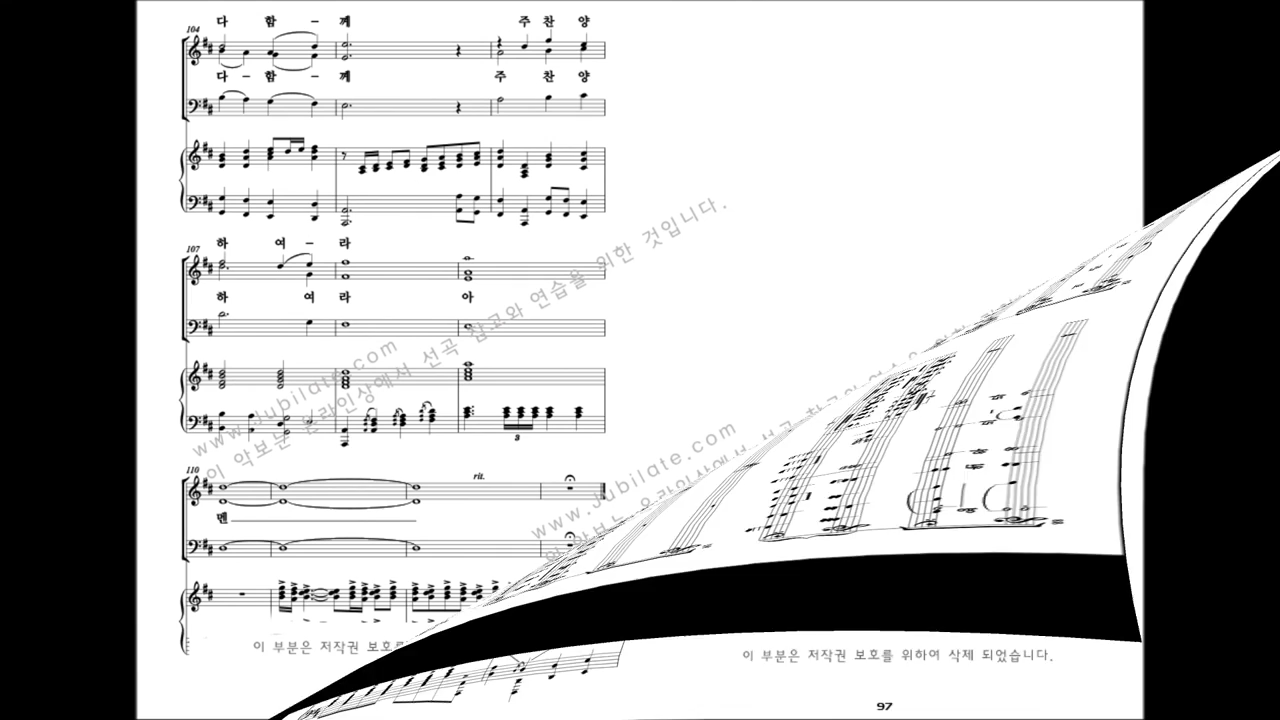 다 함 - 께 주 찬 양
104
다 - 함 - 께 주 찬 양
하 여 - 라
107
하 여 라 아
3
www.Jubilate.com
이 악보는 온라인상에서 선곡 참고와 연습을 위한 것입니다.
110
rit.
멘
www.Jubilate.com
이 부분은 저작권 보호를
이 부분은 저작권 보호를 위하여 삭제 되었습니다.
97